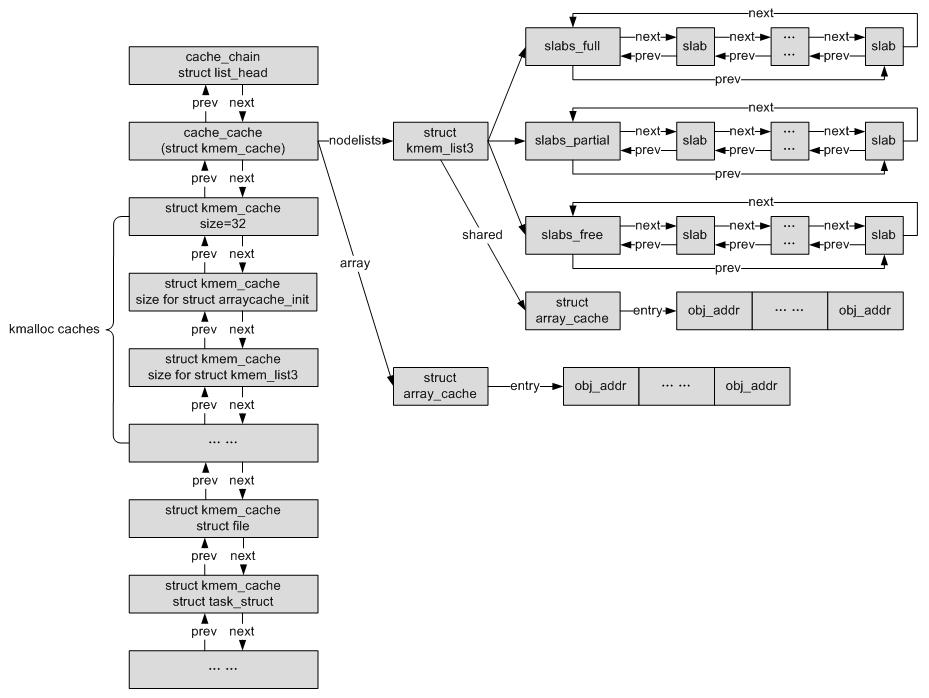 cache_chain
struct list_head
prev next
cache_cache
(struct kmem_cache)
prev next
struct kmem_cache
size=32
prev next
struct kmem_cache
size for struct arraycache_init
prev next
kmalloc caches
struct kmem_cache
size for struct kmem_list3
prev next
... ...
prev next
struct kmem_cache
struct file
prev next
struct kmem_cache
struct task_struct
prev next
... ...
nodelists
array
struct
kmem_list3
shared
next
slabs_full
next
prev
slab
next
prev
...
...
next
prev
slab
prev
next
slabs_partial
next
prev
slab
next
prev
...
...
next
prev
slab
prev
next
slabs_free
next
prev
slab
next
prev
...
...
next
prev
slab
prev
struct
array_cache
entry
obj_addr
... ...
obj_addr
struct
array_cache
entry
obj_addr
... ...
obj_addr